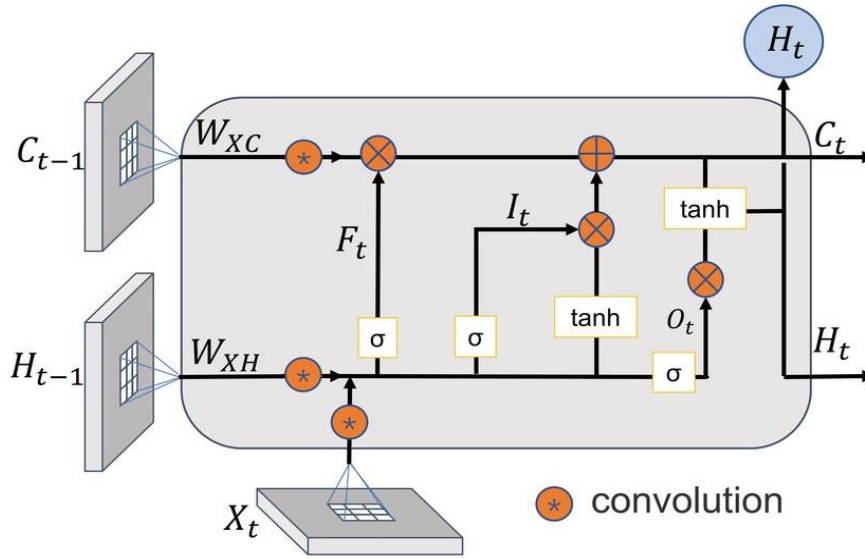 H_t
C_{t-1}
W_{XC}
*
C_t
I_t
F_t
tanh
O_t
σ
σ
tanh
σ
H_{t-1}
W_{XH}
*
H_t
*
X_t
* convolution